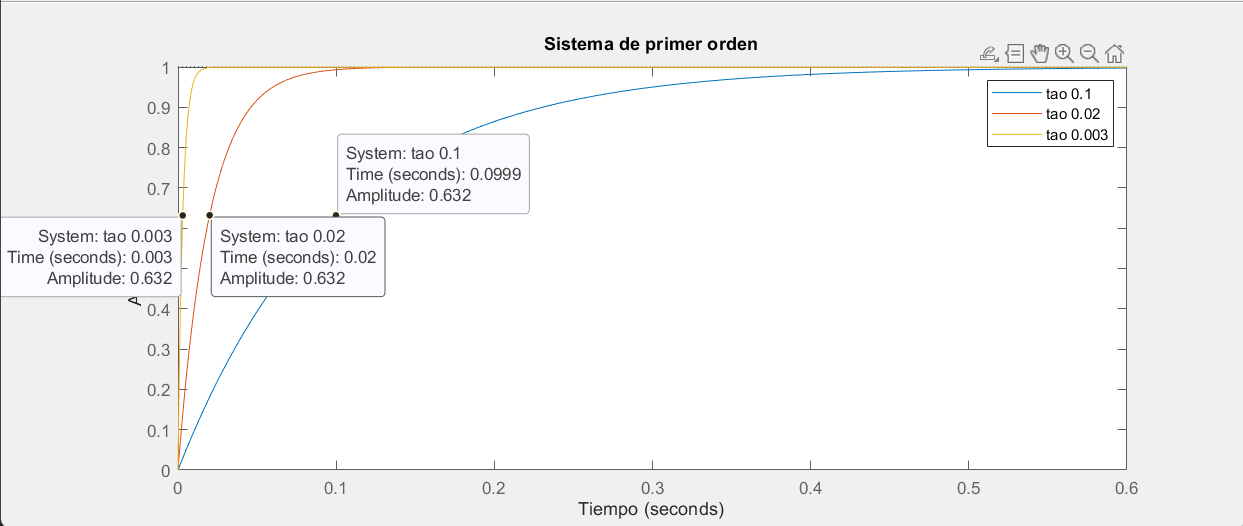 Sistema de primer orden
1
0.9
0.8
0.7
0.4
0.3
0.2
0.1
0
tao 0.1
tao 0.02
tao 0.003
System: tao 0.1
Time (seconds): 0.0999
Amplitude: 0.632
System: tao 0.003
Time (seconds): 0.003
Amplitude: 0.632
System: tao 0.02
Time (seconds): 0.02
Amplitude: 0.632
0
0.1
0.2
0.3
0.4
0.5
0.6
Tiempo (seconds)